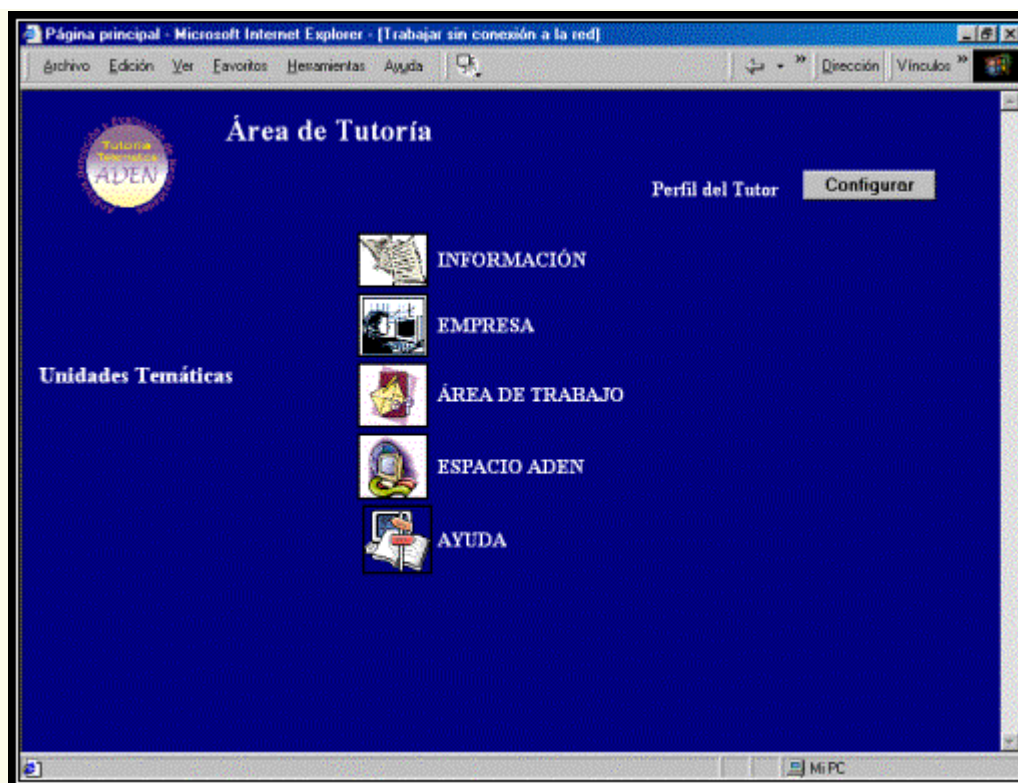 Página principal - Microsoft Internet Explorer - [Trabajar sin conexión a la red]
Archivo Edición Ver Favoritos Herramientas Ayuda » Dirección Vínculos »
Área de Tutoría
Tutoria
Telematica
ADEN
Perfil del Tutor Configurar
INFORMACIÓN
EMPRESA
Unidades Temáticas
ÁREA DE TRABAJO
ESPACIO ADEN
AYUDA
Mi PC